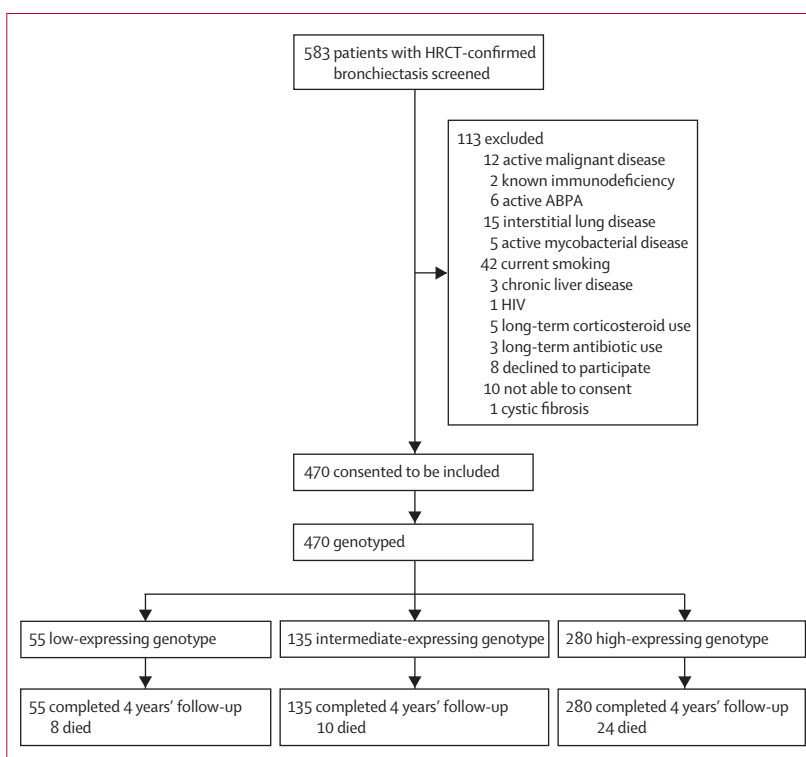 583 patients with HRCT-confirmed
bronchiectasis screened
113 excluded
12 active malignant disease
2 known immunodeficiency
6 active ABPA
15 interstitial lung disease
5 active mycobacterial disease
42 current smoking
3 chronic liver disease
1 HIV
5 long-term corticosteroid use
3 long-term antibiotic use
8 declined to participate
10 not able to consent
1 cystic fibrosis
470 consented to be included
470 genotyped
55 low-expressing genotype
135 intermediate-expressing genotype
280 high-expressing genotype
55 completed 4 years' follow-up
8 died
135 completed 4 years' follow-up
10 died
280 completed 4 years' follow-up
24 died